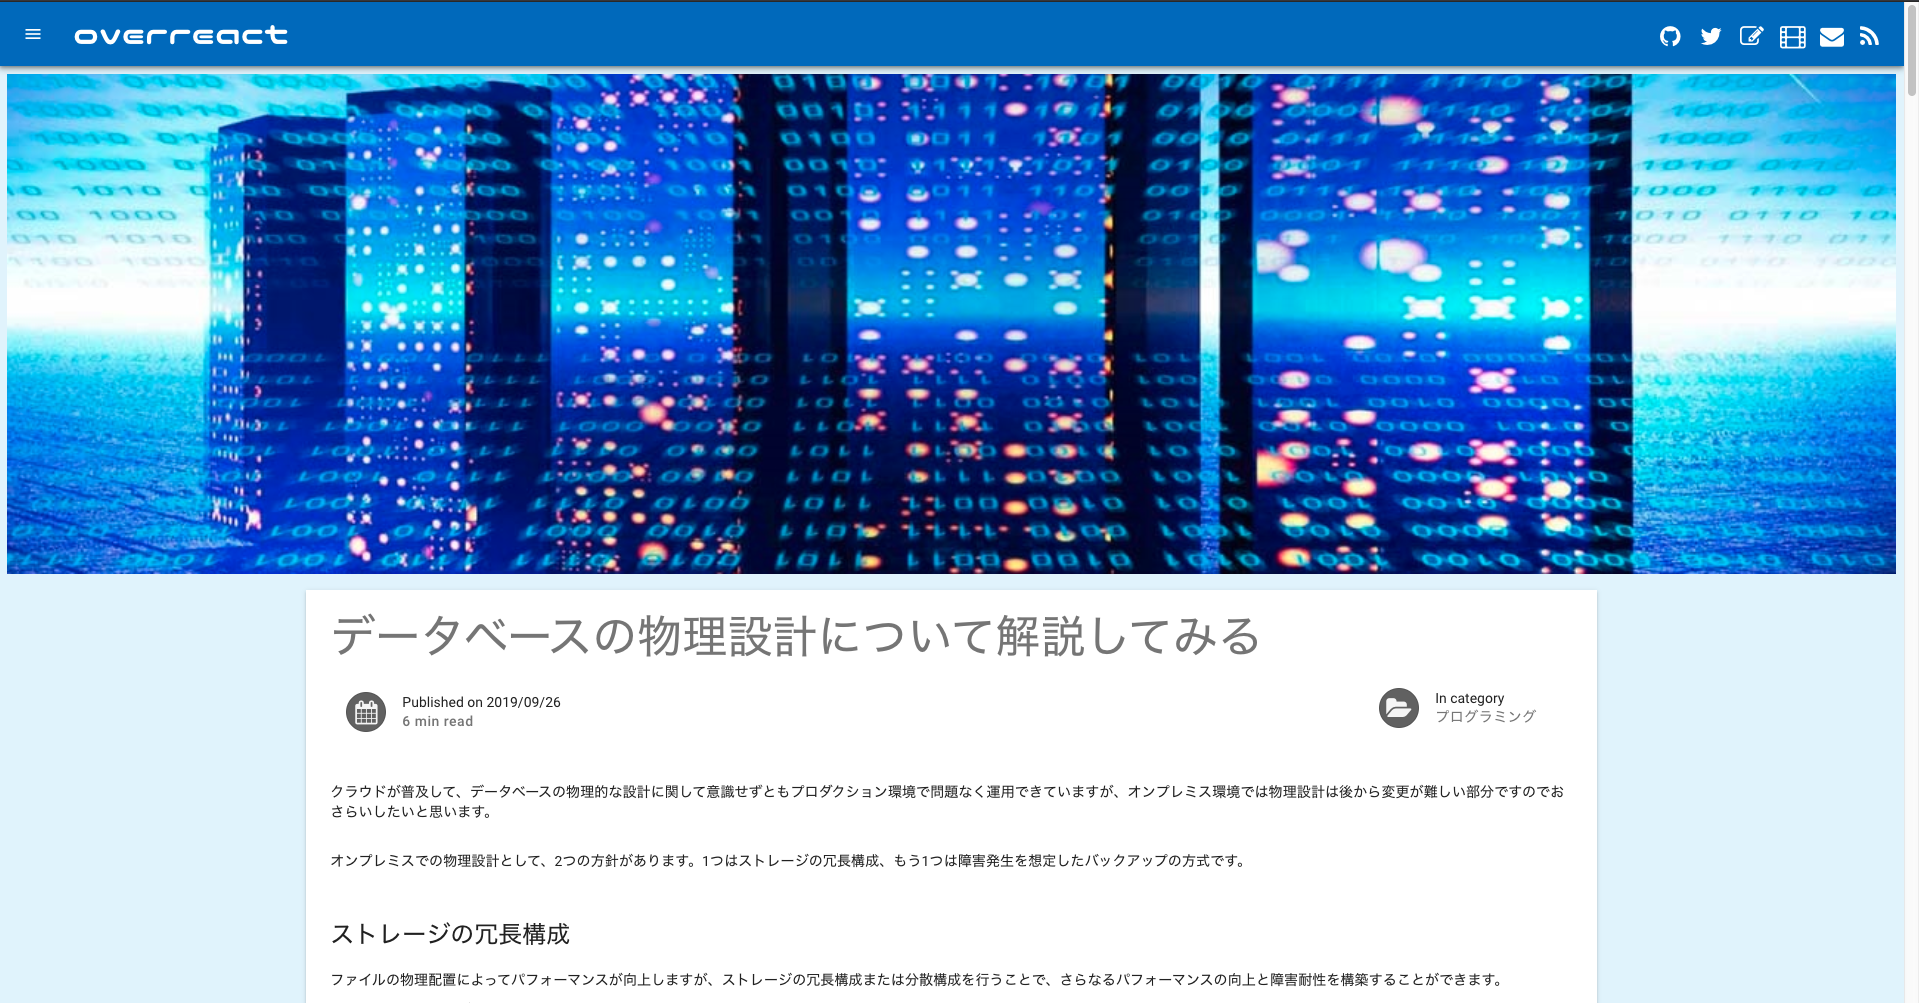 overreact
データベースの物理設計について解説してみる
Published on 2019/09/26
6 min read
In category
プログラミング
クラウドが普及して、データベースの物理的な設計に関して意識せずともプロダクション環境で問題なく運用できていますが、オンプレミス環境では物理設計は後から変更が難しい部分ですのでお
さらいしたいと思います。
オンプレミスでの物理設計として、2つの方針があります。1つはストレージの冗長構成、もう1つは障害発生を想定したバックアップの方式です。
ストレージの冗長構成
ファイルの物理配置によってパフォーマンスが向上しますが、ストレージの冗長構成または分散構成を行うことで、さらなるパフォーマンスの向上と障害耐性を構築することができます。